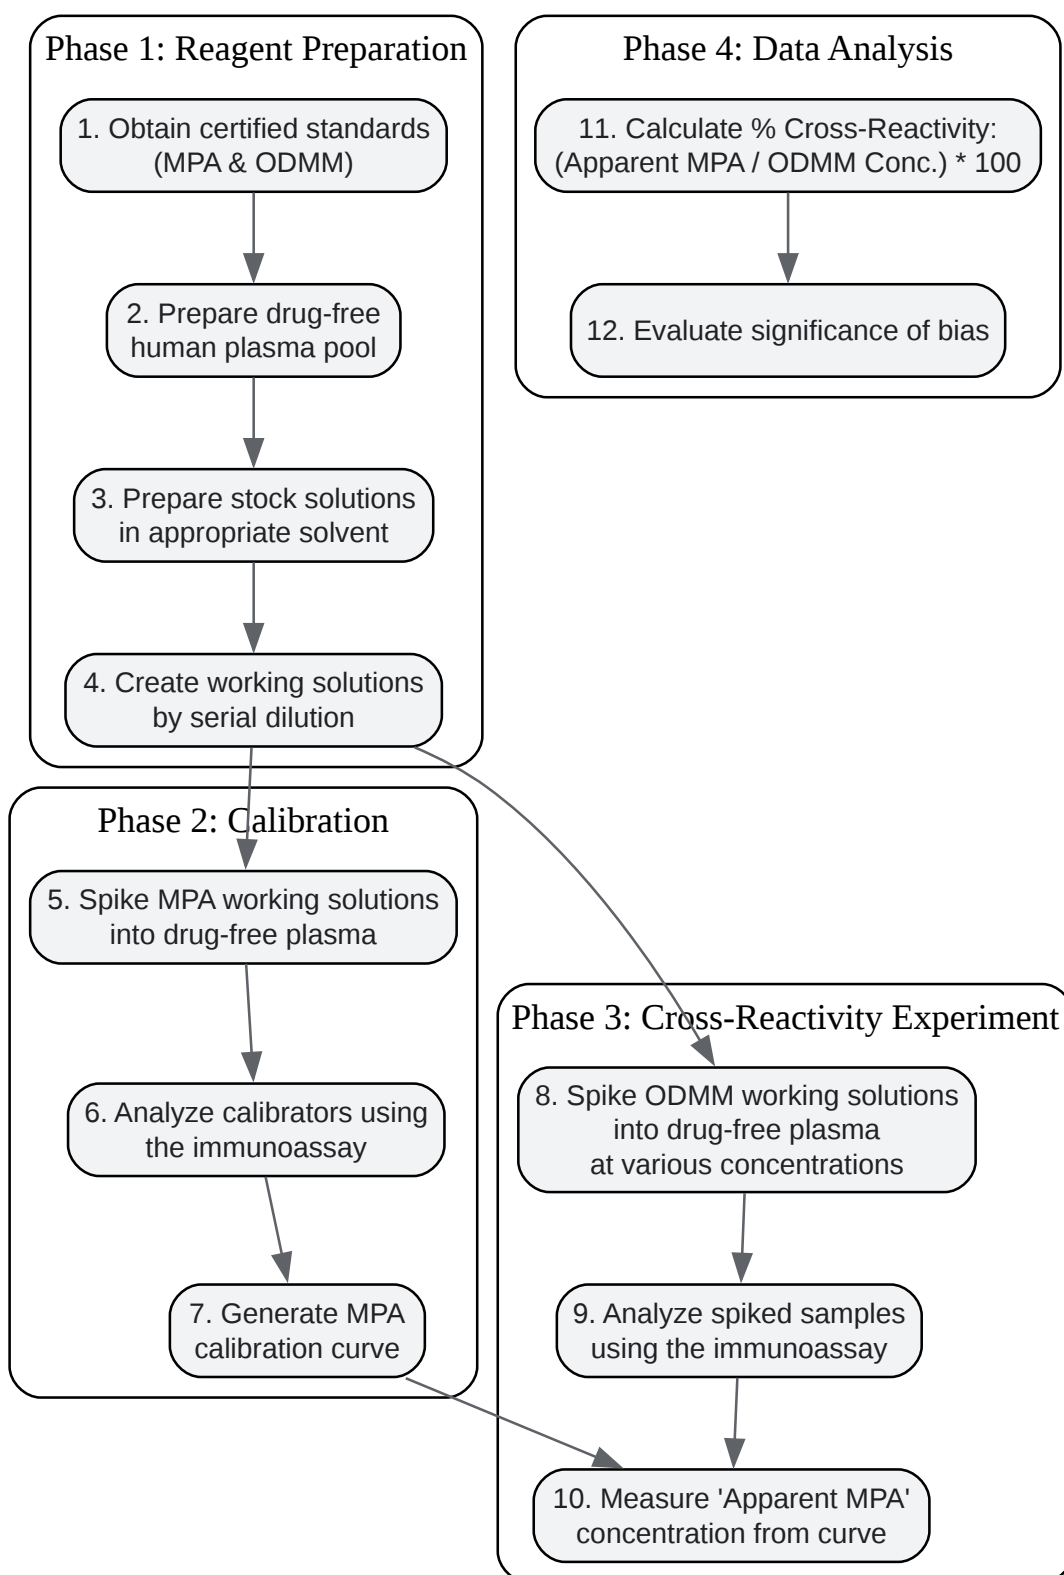 Phase 1: Reagent Preparation
1. Obtain certified standards
(MPA & ODMM)
2. Prepare drug-free
human plasma pool
3. Prepare stock solutions
in appropriate solvent
4. Create working solutions
by serial dilution
Phase 2: Calibration
5. Spike MPA working solutions
into drug-free plasma
6. Analyze calibrators using
the immunoassay
7. Generate MPA
calibration curve
Phase 3: Cross-Reactivity Experiment
8. Spike ODMM working solutions
into drug-free plasma
at various concentrations
9. Analyze spiked samples
using the immunoassay
10. Measure 'Apparent MPA'
concentration from curve
Phase 4: Data Analysis
11. Calculate % Cross-Reactivity:
(Apparent MPA / ODMM Conc.) * 100
12. Evaluate significance of bias